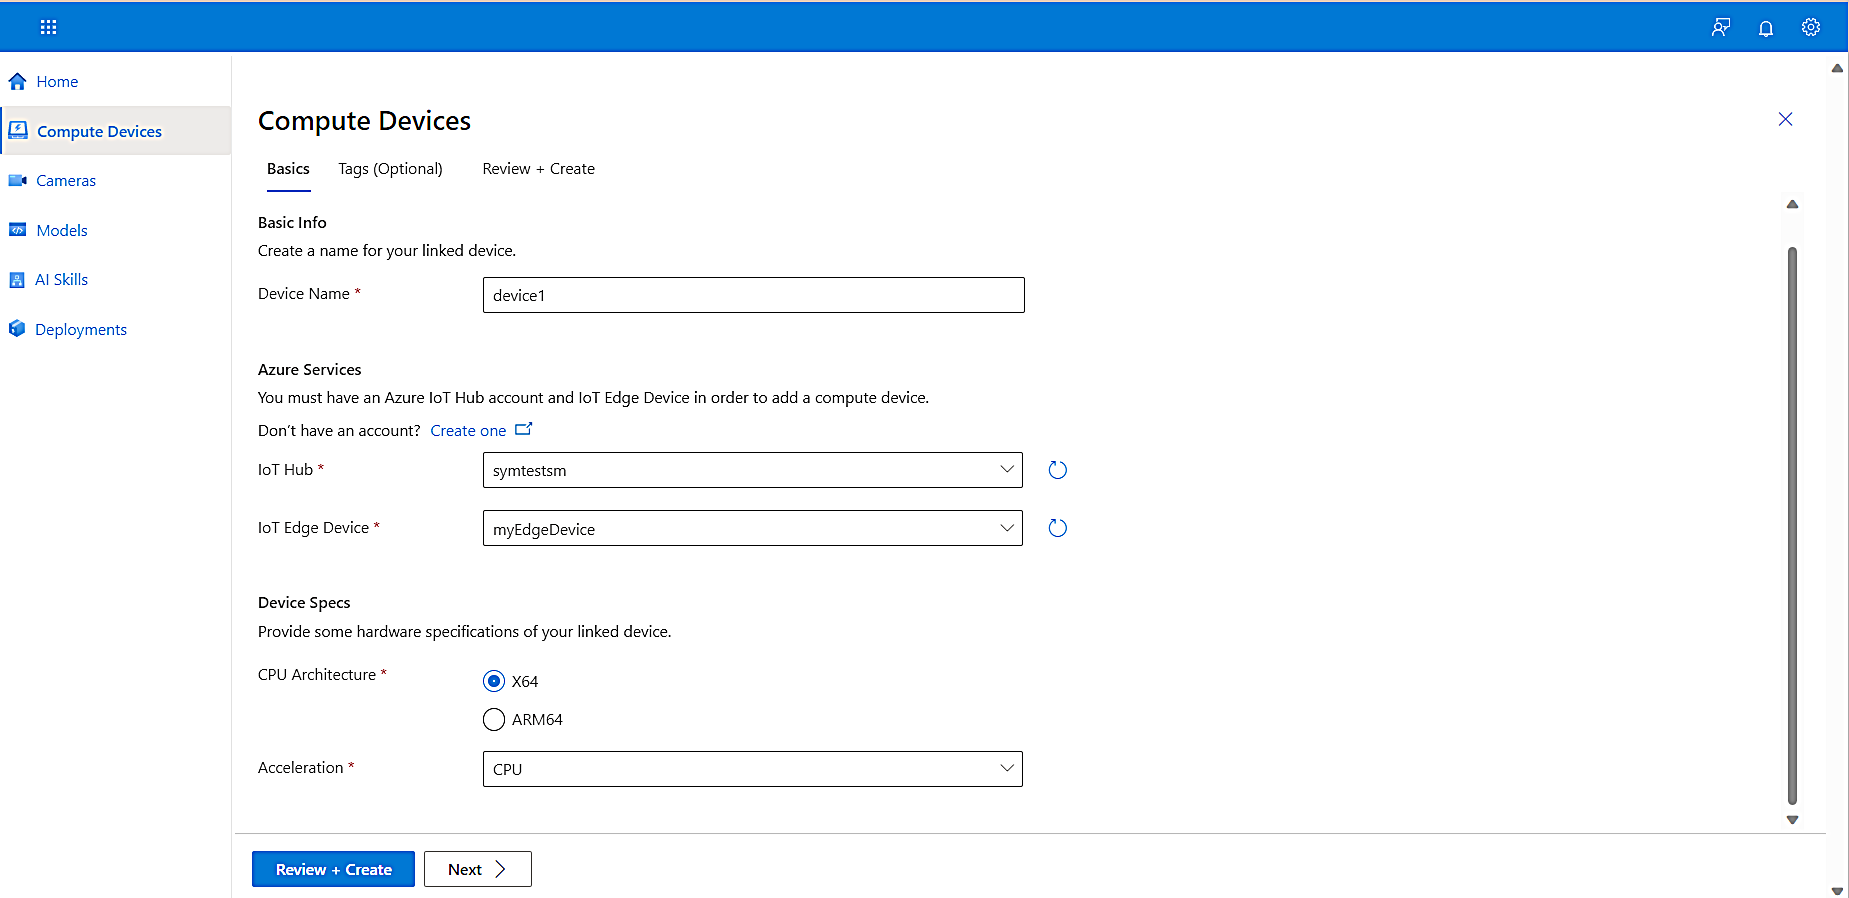 Home
Compute Devices
Cameras
Models
AI Skills
Deployments
Compute Devices
Basics Tags (Optional) Review + Create
Basic Info
Create a name for your linked device.
Device Name * device1
Azure Services
You must have an Azure IoT Hub account and IoT Edge Device in order to add a compute device.
Don't have an account? Create one
IoT Hub * symtestsm
IoT Edge Device * myEdgeDevice
Device Specs
Provide some hardware specifications of your linked device.
CPU Architecture * X64
ARM64
Acceleration * CPU
Review + Create Next